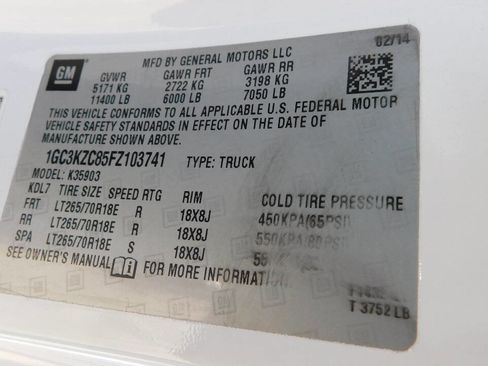 GM
MFD BY GENERAL MOTORS LLC 02/14
GVWR GAWR FRT GAWR RR
5171 KG 2722 KG 3198 KG
11400 LB 6000 LB 7050 LB
THIS VEHICLE CONFORMS TO ALL APPLICABLE U.S. FEDERAL MOTOR
VEHICLE SAFETY STANDARDS IN EFFECT ON THE DATE OF
MANUFACTURE SHOWN ABOVE.
1GC3KZC85FZ103741 TYPE: TRUCK
MODEL: K35903
KDL7 TIRE SIZE SPEED RTG RIM COLD TIRE PRESSURE
FRT LT265/70R18E R 18X8J 450KPA(65PSI)
RR LT265/70R18E R 18X8J 550KPA(80PSI)
SPA LT265/70R18E S 18X8J
SEE OWNER'S MANUAL FOR MORE INFORMATION
T 3752 LB